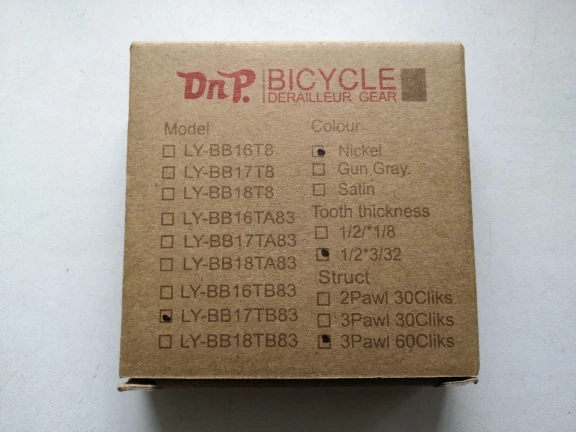 DnP. BICYCLE
DERAILLEUR GEAR
Model
LY-BB16T8
LY-BB17T8
LY-BB18T8
LY-BB16TA83
LY-BB17TA83
LY-BB18TA83
LY-BB16TB83
LY-BB17TB83
LY-BB18TB83
Colour
Nickel
Gun Gray.
Satin
Tooth thickness
1/2/*1/8
1/2*3/32
Struct
2Pawl 30Cliks
3Pawl 30Cliks
3Pawl 60Cliks